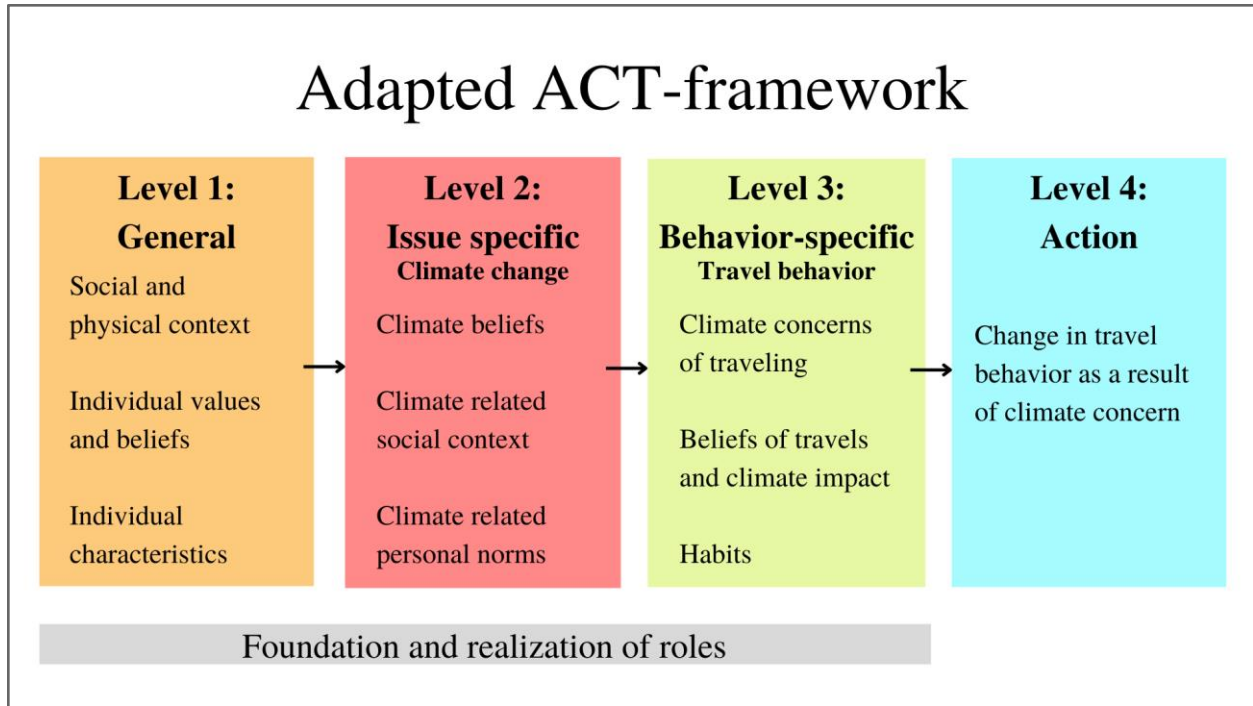 Adapted ACT-framework
Level 1:
General
Social and
physical context
Individual values
and beliefs
Individual
characteristics
Level 2:
Issue specific
Climate change
Climate beliefs
Climate related
social context
Climate related
personal norms
Level 3:
Behavior-specific
Travel behavior
Climate concerns
of traveling
Beliefs of travels
and climate impact
Habits
Level 4:
Action
Change in travel
behavior as a result
of climate concern
Foundation and realization of roles